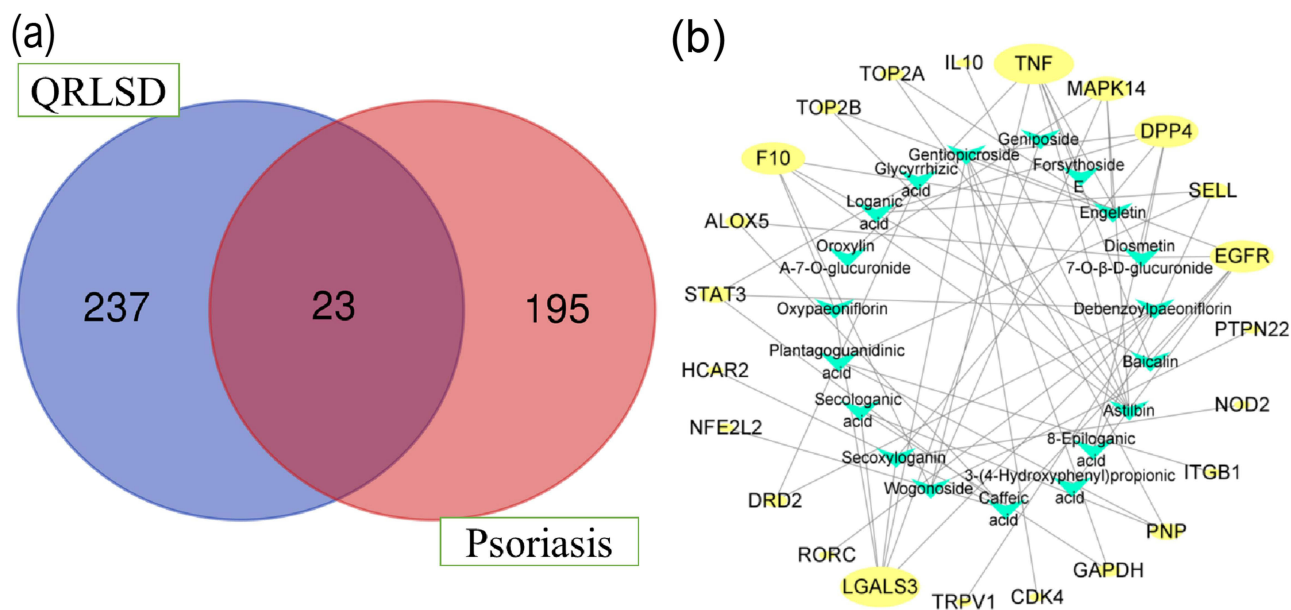 (a)
QRLSD
237
23
195
Psoriasis
(b)
IL10
TNF
TOP2A
MAPK14
TOP2B
DPP4
F10
SELL
ALOX5
EGFR
STAT3
PTPN22
HCAR2
NOD2
NFE2L2
ITGB1
DRD2
PNP
RORC
GAPDH
LGALS3
TRPV1
CDK4
Geniposide
Gentiopicroside
Forsythoside
E
Glycyrrhizic
acid
Engeletin
Loganic
acid
Diosmetin
7-O-β-D-glucuronide
Oroxylin
A-7-O-glucuronide
Debenzoylpaeoniflorin
Oxypaeoniflorin
Baicalin
Plantagoguanidinic
acid
Astilbin
Secologanic
acid
8-Epiloganic
acid
Secoxyloganin
3-(4-Hydroxyphenyl)propionic
acid
Wogonoside
Caffeic
acid